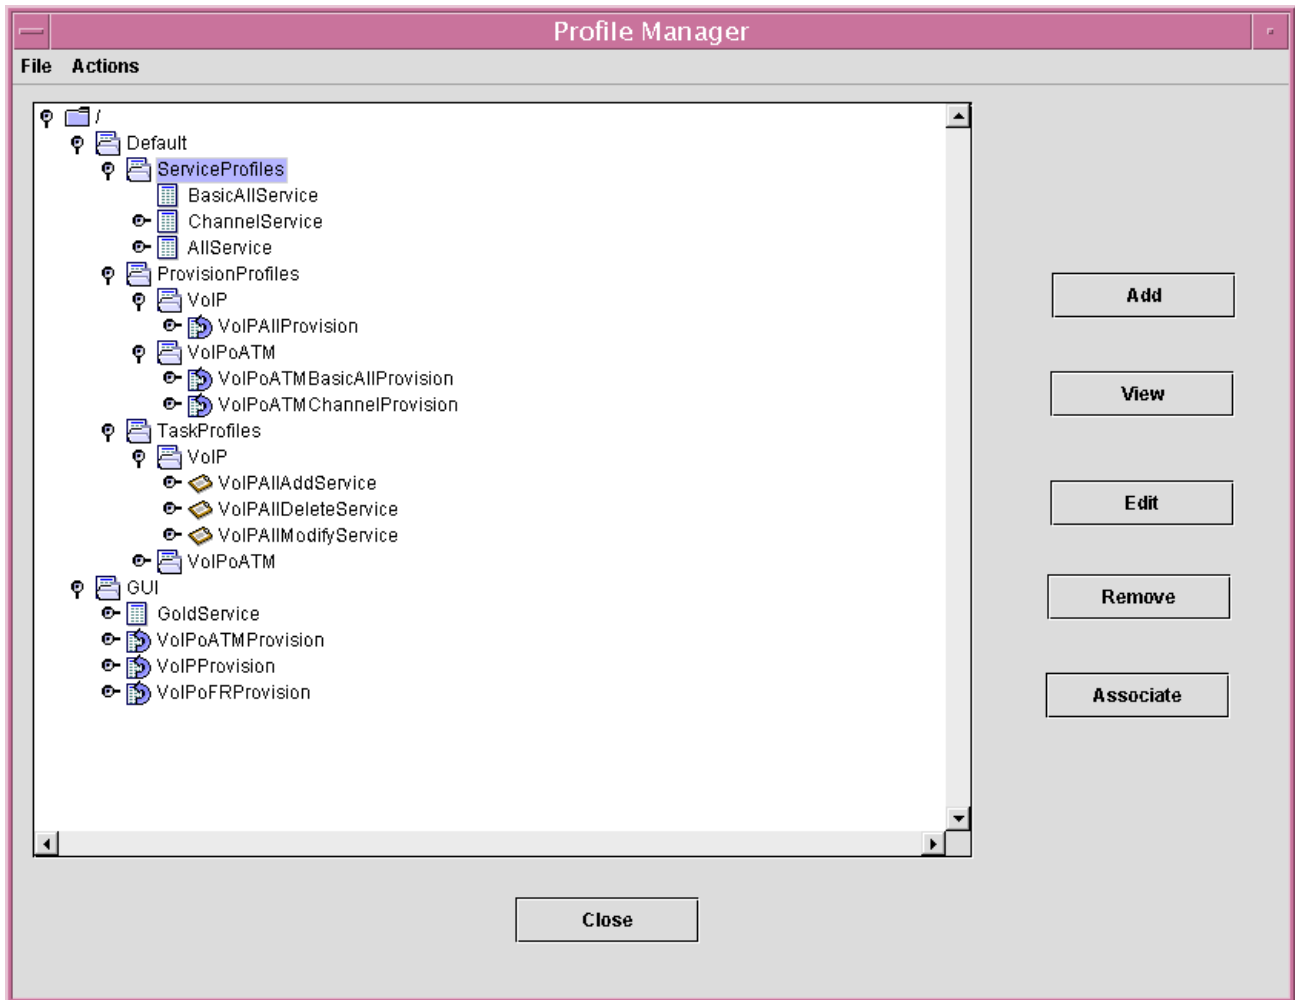 Profile Manager
File Actions
/
Default
ServiceProfiles
BasicAllService
ChannelService
AllService
ProvisionProfiles
VoIP
VoIPAllProvision
VoIPoATM
VoIPoATMBasicAllProvision
VoIPoATMChannelProvision
TaskProfiles
VoIP
VoIPAllAddService
VoIPAllDeleteService
VoIPAllModifyService
VoIPoATM
GUI
GoldService
VoIPoATMProvision
VoIPProvision
VoIPoFRProvision
Add
View
Edit
Remove
Associate
Close